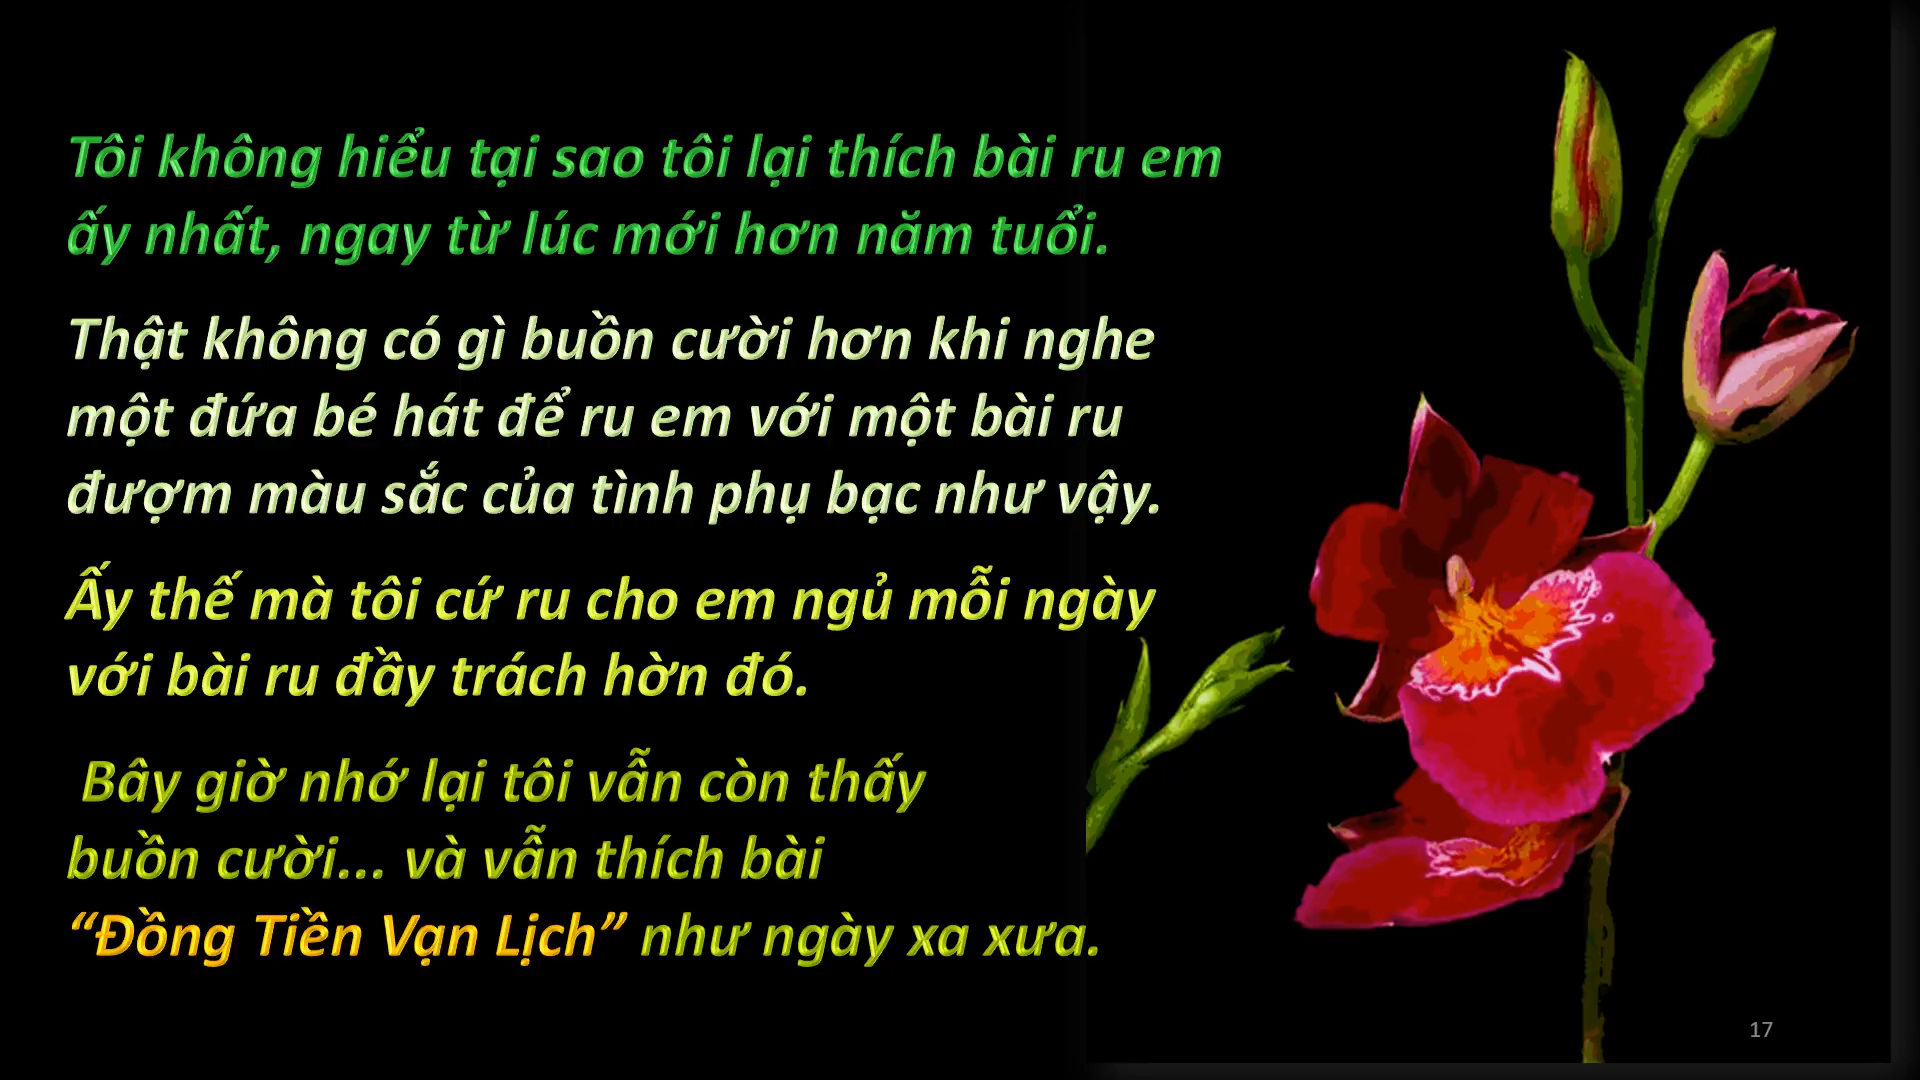 Tôi không hiểu tại sao tôi lại thích bài ru em
ấy nhất, ngay từ lúc mới hơn năm tuổi.
Thật không có gì buồn cười hơn khi nghe
một đứa bé hát để ru em với một bài ru
đượm màu sắc của tình phụ bạc như vậy.
Ấy thế mà tôi cứ ru cho em ngủ mỗi ngày
với bài ru đầy trách hờn đó.
Bây giờ nhớ lại tôi vẫn còn thấy
buồn cười... và vẫn thích bài
“Đồng Tiền Vạn Lịch” như ngày xa xưa.
17